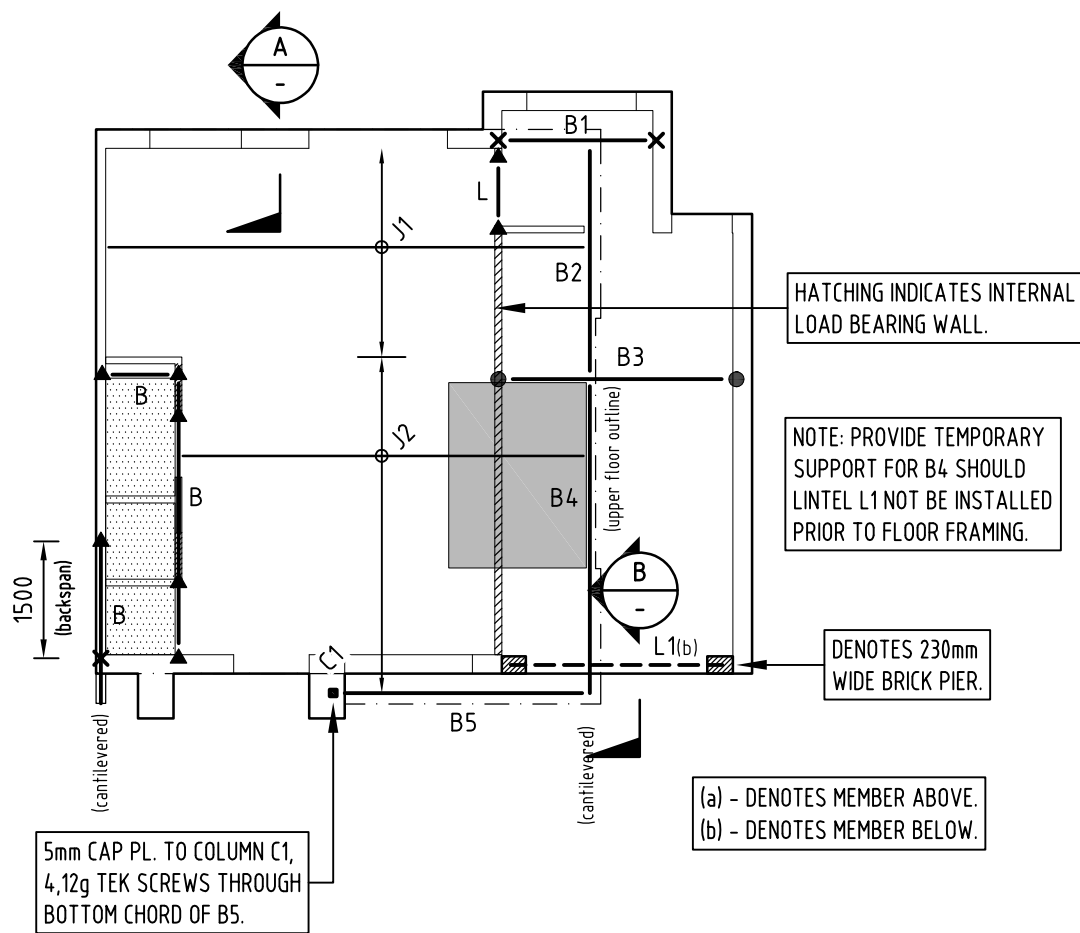 A
-
B1
L
J1
B2
HATCHING INDICATES INTERNAL
LOAD BEARING WALL.
B3
B
J2
(upper floor outline)
NOTE: PROVIDE TEMPORARY
SUPPORT FOR B4 SHOULD
LINTEL L1 NOT BE INSTALLED
PRIOR TO FLOOR FRAMING.
B
B4
1500
(backspan)
B
B
-
C1
L1(b)
DENOTES 230mm
WIDE BRICK PIER.
B5
(cantilevered)
(cantilevered)
(a) - DENOTES MEMBER ABOVE.
(b) - DENOTES MEMBER BELOW.
5mm CAP PL. TO COLUMN C1,
4,12g TEK SCREWS THROUGH
BOTTOM CHORD OF B5.